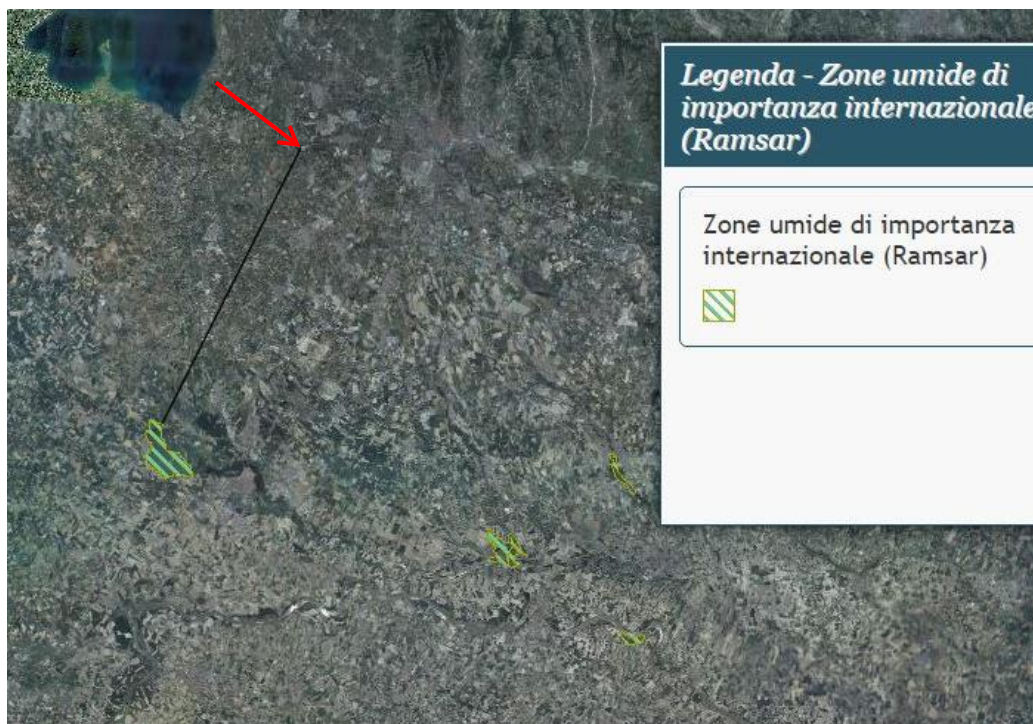 Legenda - Zone umide di
importanza internazionale
(Ramsar)
Zone umide di importanza
internazionale (Ramsar)